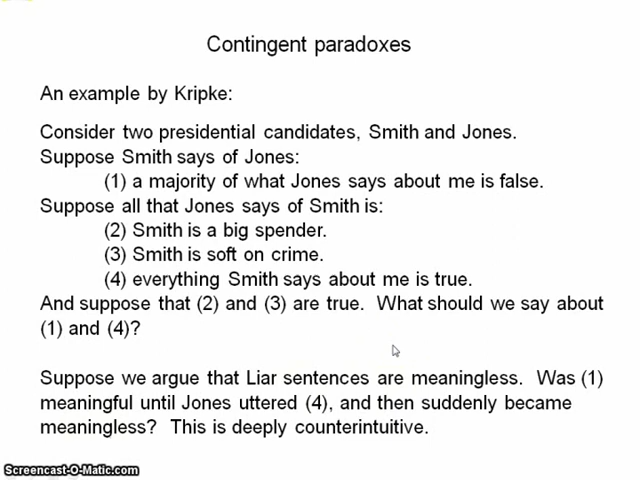 Contingent paradoxes
An example by Kripke:
Consider two presidential candidates, Smith and Jones.
Suppose Smith says of Jones:
(1) a majority of what Jones says about me is false.
Suppose all that Jones says of Smith is:
(2) Smith is a big spender.
(3) Smith is soft on crime.
(4) everything Smith says about me is true.
And suppose that (2) and (3) are true.  What should we say about
(1) and (4)?
Suppose we argue that Liar sentences are meaningless.  Was (1)
meaningful until Jones uttered (4), and then suddenly became
meaningless?  This is deeply counterintuitive.
Screencast-O-Matic.com